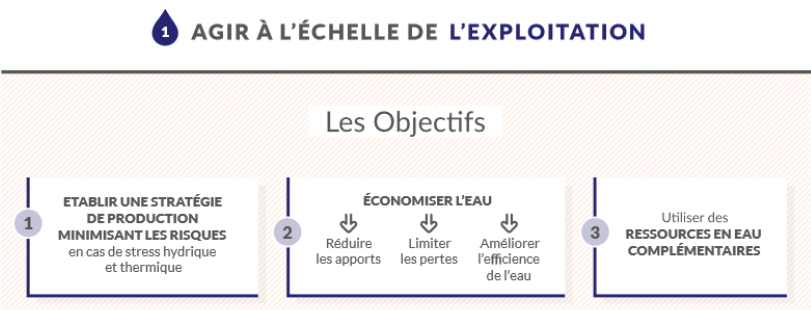 1 AGIR À L'ÉCHELLE DE L'EXPLOITATION
Les Objectifs
1
ETABLIR UNE STRATÉGIE
DE PRODUCTION
MINIMISANT LES RISQUES
en cas de stress hydrique
et thermique
2
ÉCONOMISER L'EAU
Réduire
les apports
Limiter
les pertes
Améliorer
l'efficience
de l'eau
3
Utiliser des
RESSOURCES EN EAU
COMPLÉMENTAIRES